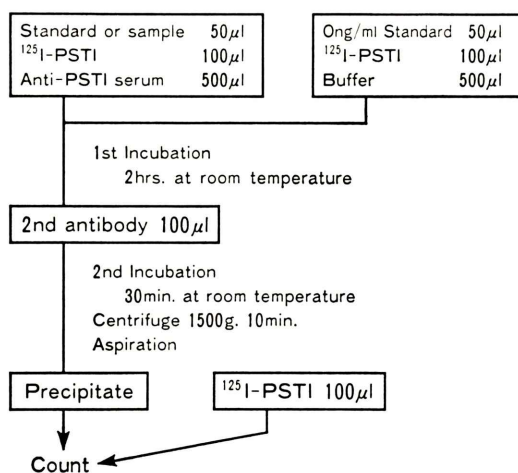 Standard or sample 50μl
¹²⁵I-PSTI 100μl
Anti-PSTI serum 500μl
0ng/ml Standard 50μl
¹²⁵I-PSTI 100μl
Buffer 500μl
1st Incubation
2hrs. at room temperature
2nd antibody 100μl
2nd Incubation
30min. at room temperature
Centrifuge 1500g. 10min.
Aspiration
Precipitate
¹²⁵I-PSTI 100μl
Count